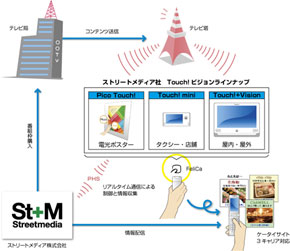 テレビ局
コンテンツ送信
テレビ塔
ストリートメディア社 Touch!ビジョンラインナップ
Pico Touch!
Touch! mini
Touch!+Vision
電光ポスター
タクシー・店舗
屋内・屋外
番組枠購入
PHS
FeliCa
リアルタイム通信による
制御と情報収集
St+M
Streetmedia
ストリートメディア株式会社
情報配信
ケータイサイト
3キャリア対応